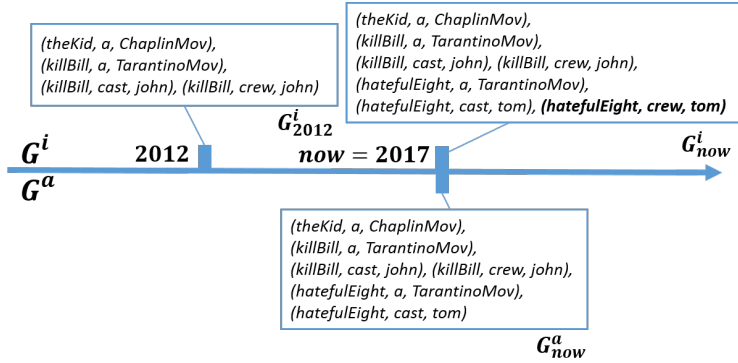 (theKid, a, ChaplinMov),
(killBill, a, TarantinoMov),
(killBill, cast, john), (killBill, crew, john)
(theKid, a, ChaplinMov),
(killBill, a, TarantinoMov),
(killBill, cast, john), (killBill, crew, john),
(hatefulEight, a, TarantinoMov),
(hatefulEight, cast, tom), (hatefulEight, crew, tom)
G^i_2012
G^i_now
G^i
2012
now = 2017
G^a
(theKid, a, ChaplinMov),
(killBill, a, TarantinoMov),
(killBill, cast, john), (killBill, crew, john),
(hatefulEight, a, TarantinoMov),
(hatefulEight, cast, tom)
G^a_now